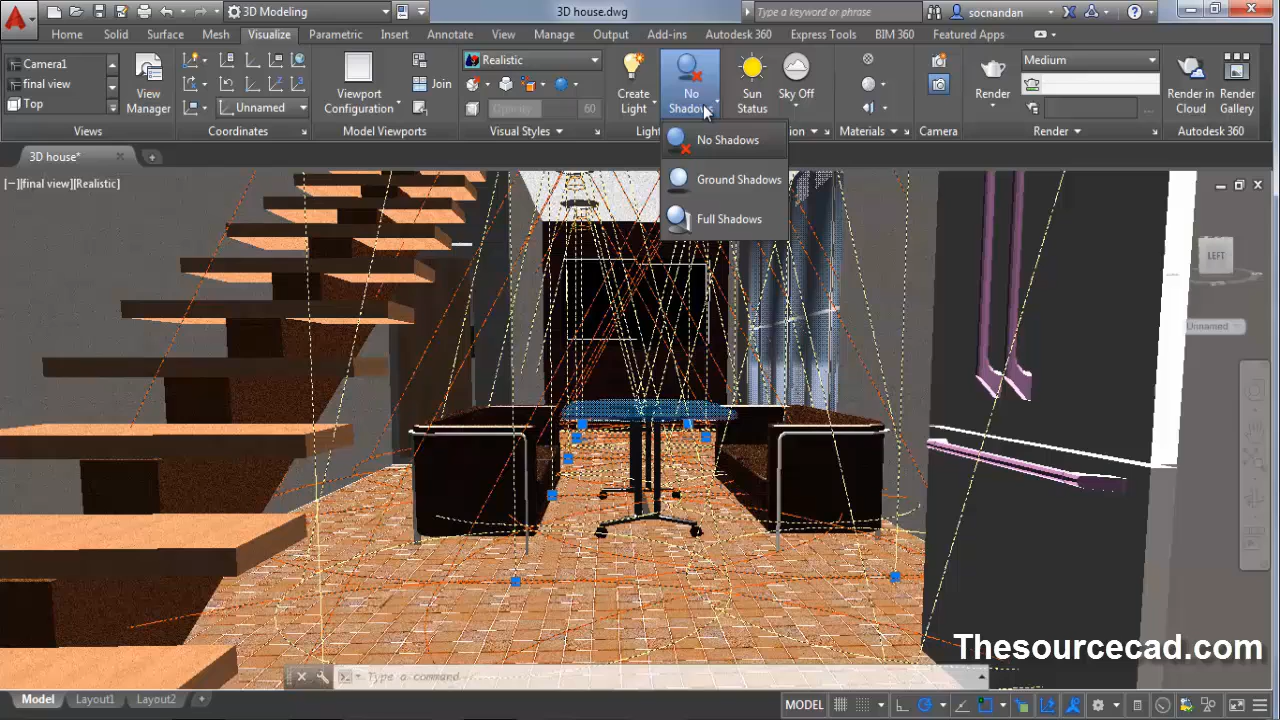 3D Modeling
3D house.dwg
Type a keyword or phrase
socnandan
Home Solid Surface Mesh Visualize Parametric Insert Annotate View Manage Output Add-ins Autodesk 360 Express Tools BIM 360 Featured Apps
Camera1
final view
Top
View
Manager
Unnamed
Viewport
Configuration
Join
Realistic
Opacity 60
Create
Light
No
Shadows
Sun
Status
Sky Off
Render
Medium
Render
in Cloud
Render
Gallery
Views
Model Viewports
Visual Styles
Materials
Camera
Render
Autodesk 360
No Shadows
Ground Shadows
Full Shadows
3D house*
[−][final view][Realistic]
LEFT
Unnamed
Thesourcecad.com
Type a command
Model Layout1 Layout2
MODEL